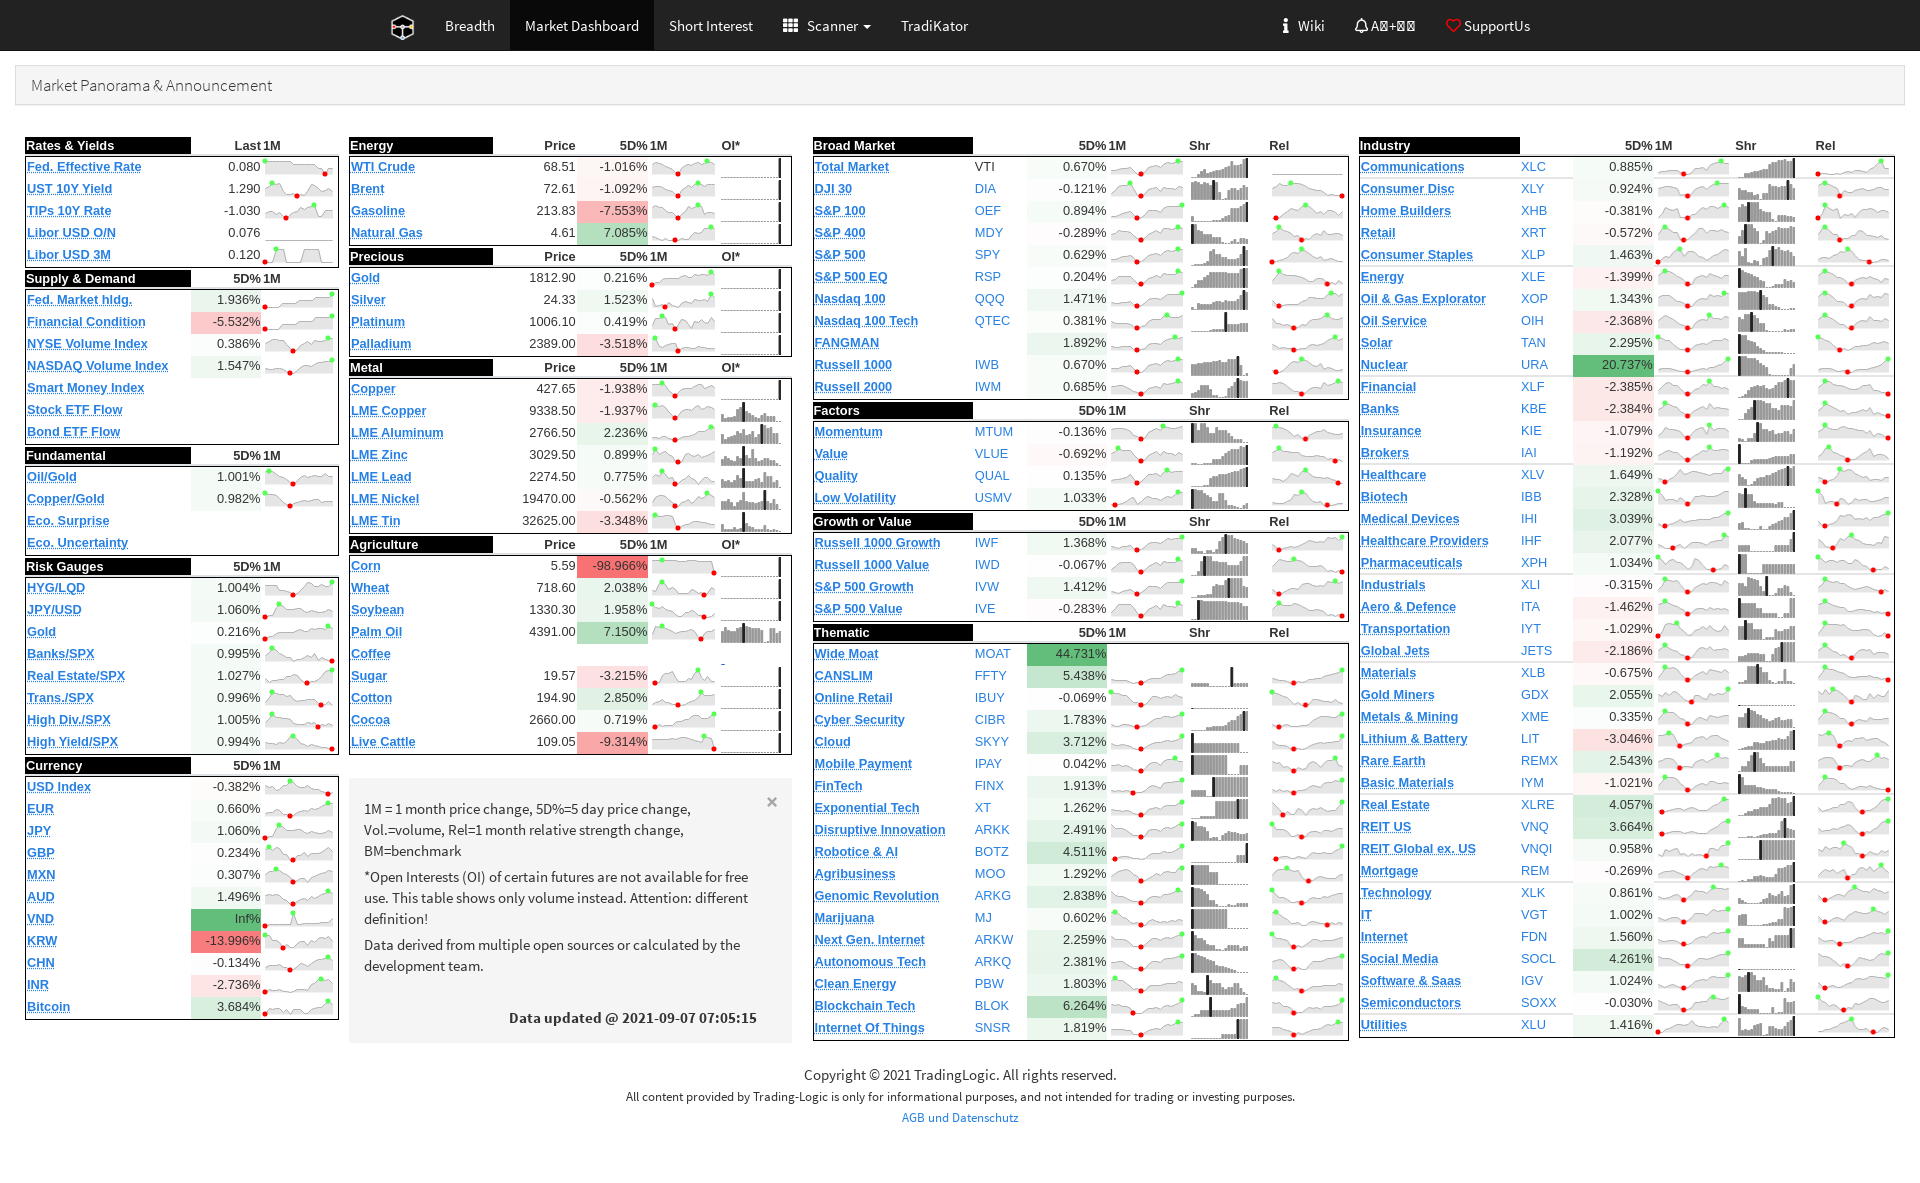 Breadth Market Dashboard Short Interest Scanner TradiKator Wiki SupportUs
Market Panorama & Announcement
Rates & Yields Last 1M
Fed. Effective Rate 0.080
UST 10Y Yield 1.290
TIPs 10Y Rate -1.030
Libor USD O/N 0.076
Libor USD 3M 0.120
Supply & Demand 5D% 1M
Fed. Market hldg. 1.936%
Financial Condition -5.532%
NYSE Volume Index 0.386%
NASDAQ Volume Index 1.547%
Smart Money Index
Stock ETF Flow
Bond ETF Flow
Fundamental 5D% 1M
Oil/Gold 1.001%
Copper/Gold 0.982%
Eco. Surprise
Eco. Uncertainty
Risk Gauges 5D% 1M
HYG/LQD 1.004%
JPY/USD 1.060%
Gold 0.216%
Banks/SPX 0.995%
Real Estate/SPX 1.027%
Trans./SPX 0.996%
High Div./SPX 1.005%
High Yield/SPX 0.994%
Currency 5D% 1M
USD Index -0.382%
EUR 0.660%
JPY 1.060%
GBP 0.234%
MXN 0.307%
AUD 1.496%
VND Inf%
KRW -13.996%
CHN -0.134%
INR -2.736%
Bitcoin 3.684%
Energy Price 5D% 1M OI*
WTI Crude 68.51 -1.016%
Brent 72.61 -1.092%
Gasoline 213.83 -7.553%
Natural Gas 4.61 7.085%
Precious Price 5D% 1M OI*
Gold 1812.90 0.216%
Silver 24.33 1.523%
Platinum 1006.10 0.419%
Palladium 2389.00 -3.518%
Metal Price 5D% 1M OI*
Copper 427.65 -1.938%
LME Copper 9338.50 -1.937%
LME Aluminum 2766.50 2.236%
LME Zinc 3029.50 0.899%
LME Lead 2274.50 0.775%
LME Nickel 19470.00 -0.562%
LME Tin 32625.00 -3.348%
Agriculture Price 5D% 1M OI*
Corn 5.59 -98.966%
Wheat 718.60 2.038%
Soybean 1330.30 1.958%
Palm Oil 4391.00 7.150%
Coffee -
Sugar 19.57 -3.215%
Cotton 194.90 2.850%
Cocoa 2660.00 0.719%
Live Cattle 109.05 -9.314%
×
1M = 1 month price change, 5D%=5 day price change,
Vol.=volume, Rel=1 month relative strength change,
BM=benchmark
*Open Interests (OI) of certain futures are not available for free
use. This table shows only volume instead. Attention: different
definition!
Data derived from multiple open sources or calculated by the
development team.
Data updated @ 2021-09-07 07:05:15
Broad Market 5D% 1M Shr Rel
Total Market VTI 0.670%
DJI 30 DIA -0.121%
S&P 100 OEF 0.894%
S&P 400 MDY -0.289%
S&P 500 SPY 0.629%
S&P 500 EQ RSP 0.204%
Nasdaq 100 QQQ 1.471%
Nasdaq 100 Tech QTEC 0.381%
FANGMAN 1.892%
Russell 1000 IWB 0.670%
Russell 2000 IWM 0.685%
Factors 5D% 1M Shr Rel
Momentum MTUM -0.136%
Value VLUE -0.692%
Quality QUAL 0.135%
Low Volatility USMV 1.033%
Growth or Value 5D% 1M Shr Rel
Russell 1000 Growth IWF 1.368%
Russell 1000 Value IWD -0.067%
S&P 500 Growth IVW 1.412%
S&P 500 Value IVE -0.283%
Thematic 5D% 1M Shr Rel
Wide Moat MOAT 44.731%
CANSLIM FFTY 5.438%
Online Retail IBUY -0.069%
Cyber Security CIBR 1.783%
Cloud SKYY 3.712%
Mobile Payment IPAY 0.042%
FinTech FINX 1.913%
Exponential Tech XT 1.262%
Disruptive Innovation ARKK 2.491%
Robotice & AI BOTZ 4.511%
Agribusiness MOO 1.292%
Genomic Revolution ARKG 2.838%
Marijuana MJ 0.602%
Next Gen. Internet ARKW 2.259%
Autonomous Tech ARKQ 2.381%
Clean Energy PBW 1.803%
Blockchain Tech BLOK 6.264%
Internet Of Things SNSR 1.819%
Industry 5D% 1M Shr Rel
Communications XLC 0.885%
Consumer Disc XLY 0.924%
Home Builders XHB -0.381%
Retail XRT -0.572%
Consumer Staples XLP 1.463%
Energy XLE -1.399%
Oil & Gas Explorator XOP 1.343%
Oil Service OIH -2.368%
Solar TAN 2.295%
Nuclear URA 20.737%
Financial XLF -2.385%
Banks KBE -2.384%
Insurance KIE -1.079%
Brokers IAI -1.192%
Healthcare XLV 1.649%
Biotech IBB 2.328%
Medical Devices IHI 3.039%
Healthcare Providers IHF 2.077%
Pharmaceuticals XPH 1.034%
Industrials XLI -0.315%
Aero & Defence ITA -1.462%
Transportation IYT -1.029%
Global Jets JETS -2.186%
Materials XLB -0.675%
Gold Miners GDX 2.055%
Metals & Mining XME 0.335%
Lithium & Battery LIT -3.046%
Rare Earth REMX 2.543%
Basic Materials IYM -1.021%
Real Estate XLRE 4.057%
REIT US VNQ 3.664%
REIT Global ex. US VNQI 0.958%
Mortgage REM -0.269%
Technology XLK 0.861%
IT VGT 1.002%
Internet FDN 1.560%
Social Media SOCL 4.261%
Software & Saas IGV 1.024%
Semiconductors SOXX -0.030%
Utilities XLU 1.416%
Copyright © 2021 TradingLogic. All rights reserved.
All content provided by Trading-Logic is only for informational purposes, and not intended for trading or investing purposes.
AGB und Datenschutz